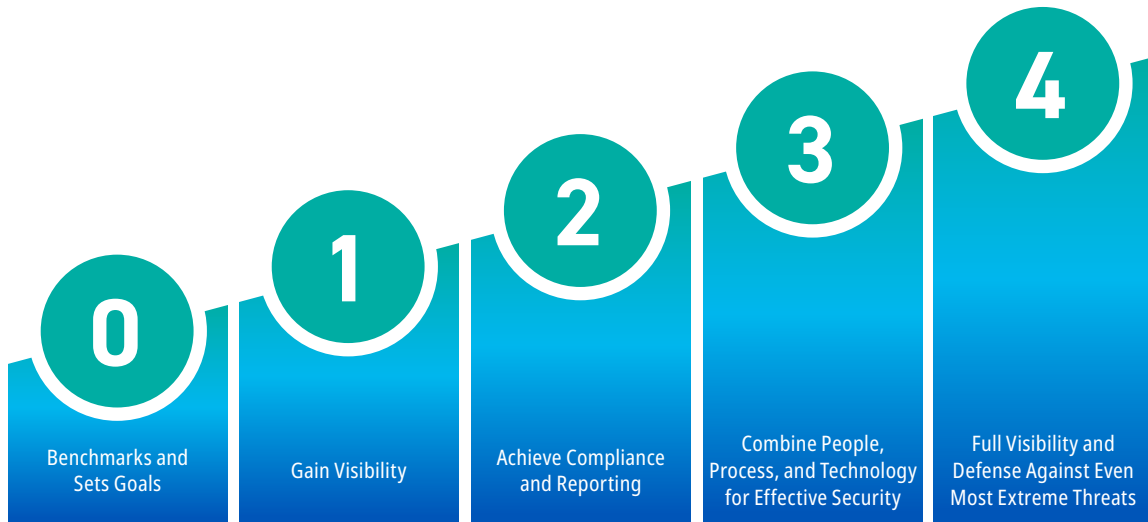 0
Benchmarks and
Sets Goals
1
Gain Visibility
2
Achieve Compliance
and Reporting
3
Combine People,
Process, and Technology
for Effective Security
4
Full Visibility and
Defense Against Even
Most Extreme Threats